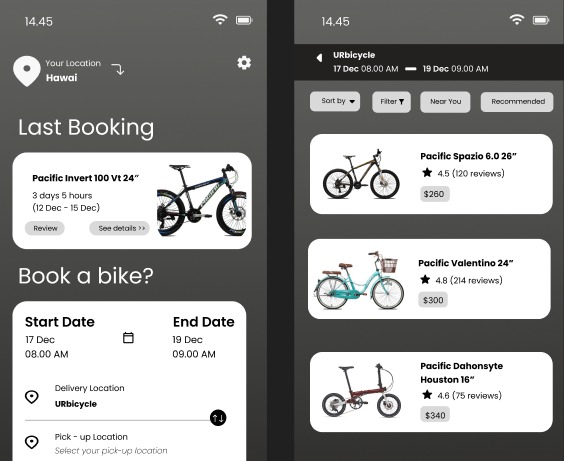 14.45
Your Location
Hawai
Last Booking
Pacific Invert 100 Vt 24”
3 days 5 hours
(12 Dec - 15 Dec)
Review
See details >>
Book a bike?
Start Date
End Date
17 Dec
19 Dec
08.00 AM
09.00 AM
Delivery Location
URbicycle
Pick - up Location
Select your pick-up location
14.45
URbicycle
17 Dec 08.00 AM — 19 Dec 09.00 AM
Sort by
Filter
Near You
Recommended
Pacific Spazio 6.0 26”
4.5 (120 reviews)
$260
Pacific Valentino 24”
4.8 (214 reviews)
$300
Pacific Dahonsyte
Houston 16”
4.6 (75 reviews)
$340